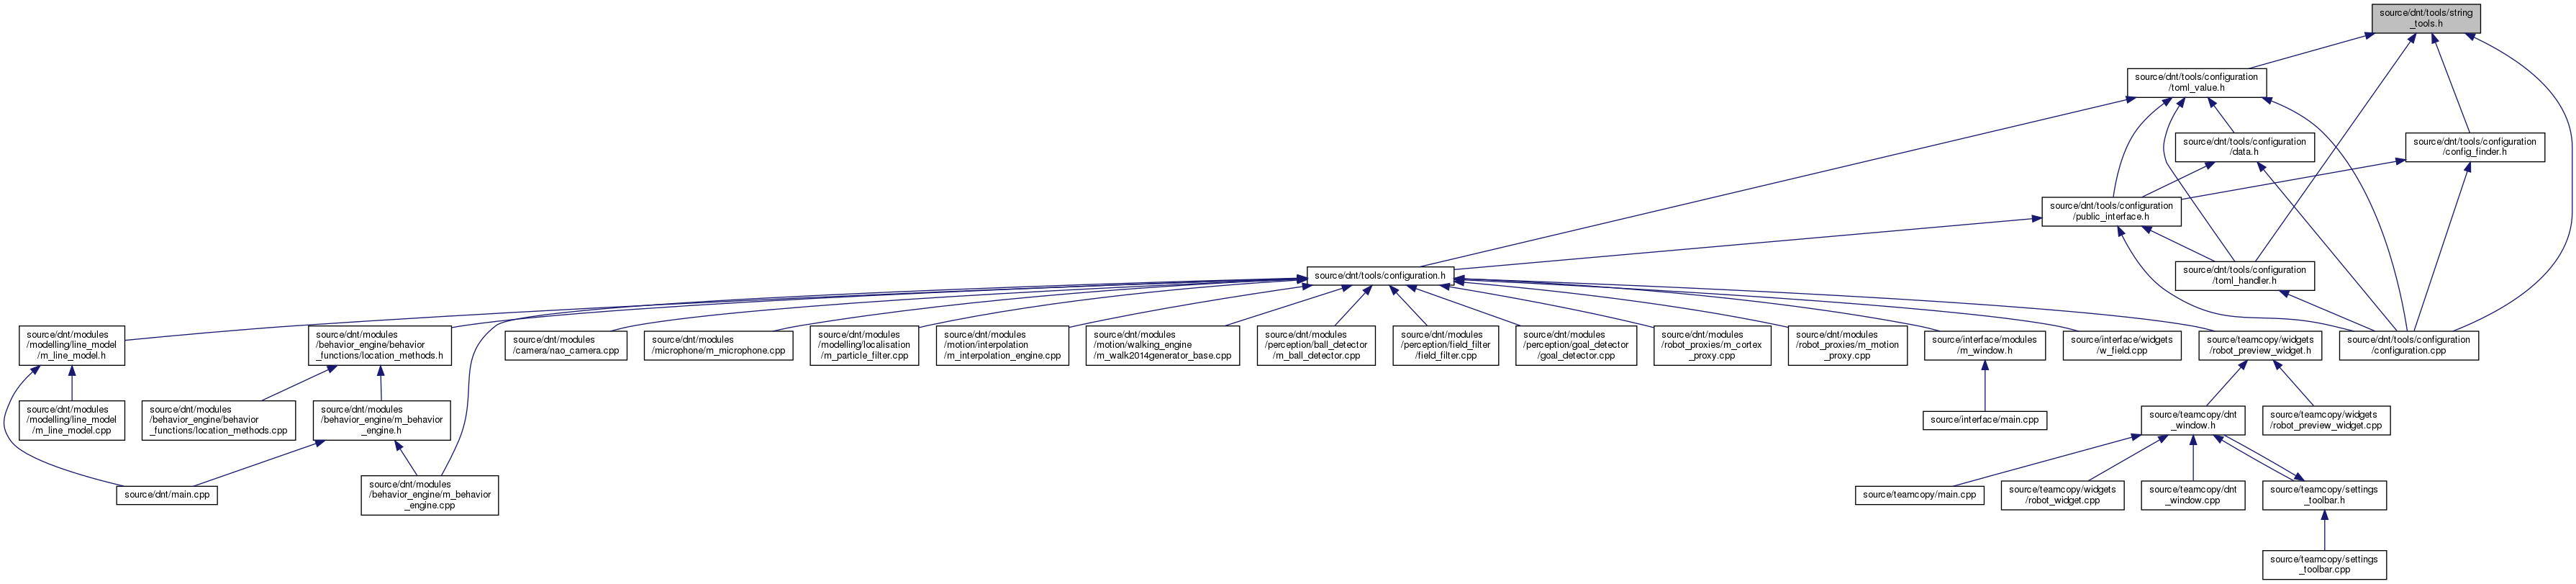 source/dnt/tools/string
_tools.h
source/dnt/tools/configuration
/toml_value.h
source/dnt/tools/configuration
/data.h
source/dnt/tools/configuration
/config_finder.h
source/dnt/tools/configuration
/public_interface.h
source/dnt/tools/configuration.h
source/dnt/tools/configuration
/toml_handler.h
source/dnt/modules
/modelling/line_model
/m_line_model.h
source/dnt/modules
/behavior_engine/behavior
_functions/location_methods.h
source/dnt/modules
/camera/nao_camera.cpp
source/dnt/modules
/microphone/m_microphone.cpp
source/dnt/modules
/modelling/localisation
/m_particle_filter.cpp
source/dnt/modules
/motion/interpolation
/m_interpolation_engine.cpp
source/dnt/modules
/motion/walking_engine
/m_walk2014generator_base.cpp
source/dnt/modules
/perception/ball_detector
/m_ball_detector.cpp
source/dnt/modules
/perception/field_filter
/field_filter.cpp
source/dnt/modules
/perception/goal_detector
/goal_detector.cpp
source/dnt/modules
/robot_proxies/m_cortex
_proxy.cpp
source/dnt/modules
/robot_proxies/m_motion
_proxy.cpp
source/interface/modules
/m_window.h
source/interface/widgets
/w_field.cpp
source/teamcopy/widgets
/robot_preview_widget.h
source/dnt/tools/configuration
/configuration.cpp
source/dnt/modules
/modelling/line_model
/m_line_model.cpp
source/dnt/modules
/behavior_engine/behavior
_functions/location_methods.cpp
source/dnt/modules
/behavior_engine/m_behavior
_engine.h
source/interface/main.cpp
source/teamcopy/dnt
_window.h
source/teamcopy/widgets
/robot_preview_widget.cpp
source/dnt/main.cpp
source/dnt/modules
/behavior_engine/m_behavior
_engine.cpp
source/teamcopy/main.cpp
source/teamcopy/widgets
/robot_widget.cpp
source/teamcopy/dnt
_window.cpp
source/teamcopy/settings
_toolbar.h
source/teamcopy/settings
_toolbar.cpp